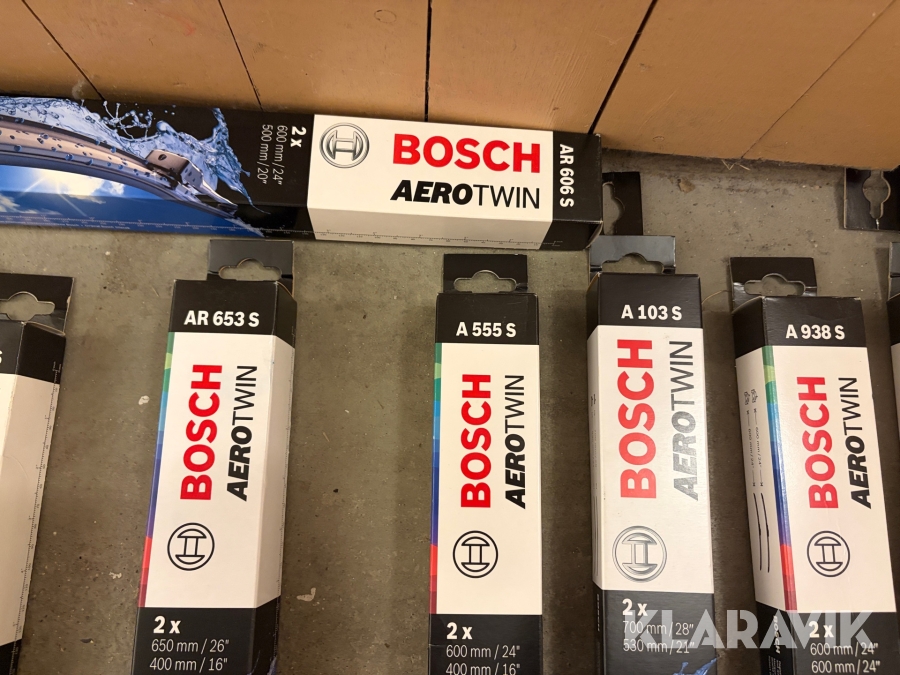 2 x
600 mm / 24"
500 mm / 20"
BOSCH
AEROTWIN
AR 606 S
S
AR 653 S
BOSCH
AEROTWIN
2 x
650 mm / 26"
400 mm / 16"
A 555 S
BOSCH
AEROTWIN
2 x
600 mm / 24"
400 mm / 16"
A 103 S
BOSCH
AEROTWIN
2 x
700 mm / 28"
530 mm / 21"
A 938 S
BOSCH
AEROTWIN
2 x
600 mm / 24"
600 mm / 24"
KLARAVIK